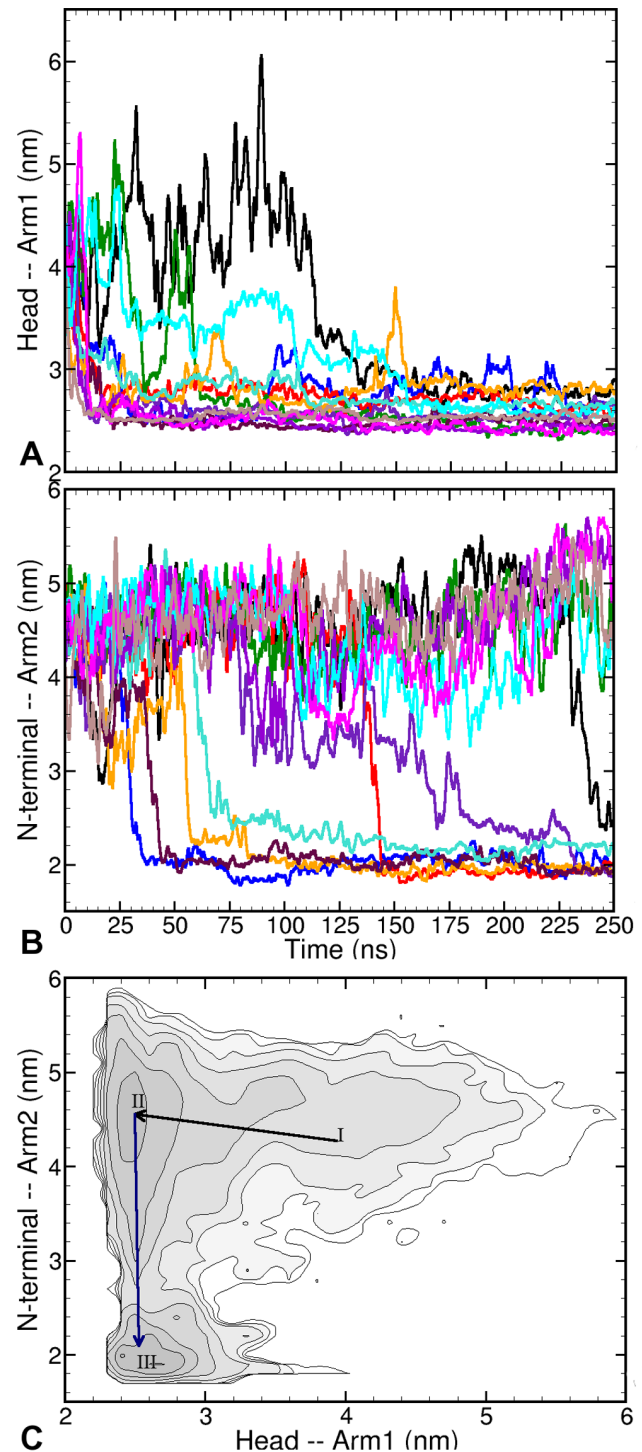 6
5
4
3
2
Head -- Arm1 (nm)
A
6
5
4
3
2
N-terminal -- Arm2 (nm)
0 25 50 75 100 125 150 175 200 225 250
Time (ns)
B
6
5
4
3
2
N-terminal -- Arm2 (nm)
II
I
III
2 3 4 5 6
Head -- Arm1 (nm)
C